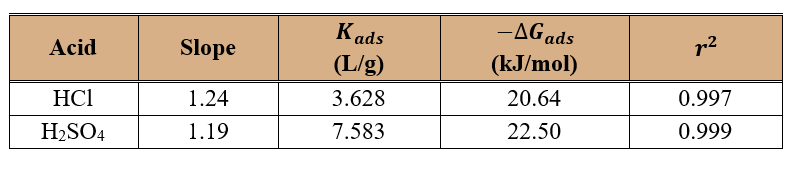 Acid Slope K_ads (L/g) −ΔG_ads (kJ/mol) r²
HCl 1.24 3.628 20.64 0.997
H₂SO₄ 1.19 7.583 22.50 0.999